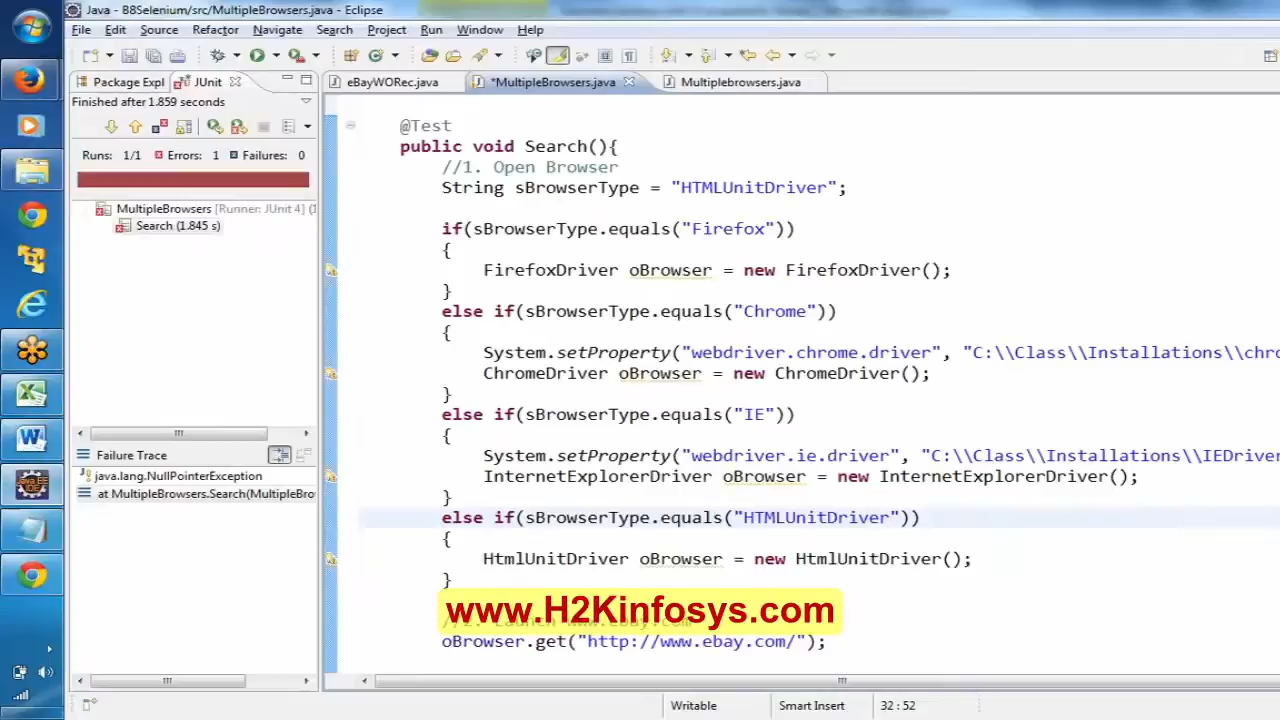 Java - B8Selenium/src/MultipleBrowsers.java - Eclipse
File Edit Source Refactor Navigate Search Project Run Window Help
Package Expl JUnit eBayWORec.java *MultipleBrowsers.java Multiplebrowsers.java
Finished after 1.859 seconds
Runs: 1/1 Errors: 1 Failures: 0
MultipleBrowsers [Runner: JUnit 4] (1
Search (1.845 s)
Failure Trace
java.lang.NullPointerException
at MultipleBrowsers.Search(MultipleBro
@Test
public void Search(){
//1. Open Browser
String sBrowserType = "HTMLUnitDriver";
if(sBrowserType.equals("Firefox"))
{
FirefoxDriver oBrowser = new FirefoxDriver();
}
else if(sBrowserType.equals("Chrome"))
{
System.setProperty("webdriver.chrome.driver", "C:\\Class\\Installations\\chro
ChromeDriver oBrowser = new ChromeDriver();
}
else if(sBrowserType.equals("IE"))
{
System.setProperty("webdriver.ie.driver", "C:\\Class\\Installations\\IEDriver
InternetExplorerDriver oBrowser = new InternetExplorerDriver();
}
else if(sBrowserType.equals("HTMLUnitDriver"))
{
HtmlUnitDriver oBrowser = new HtmlUnitDriver();
}
www.H2Kinfosys.com
oBrowser.get("http://www.ebay.com/");
Writable Smart Insert 32 : 52